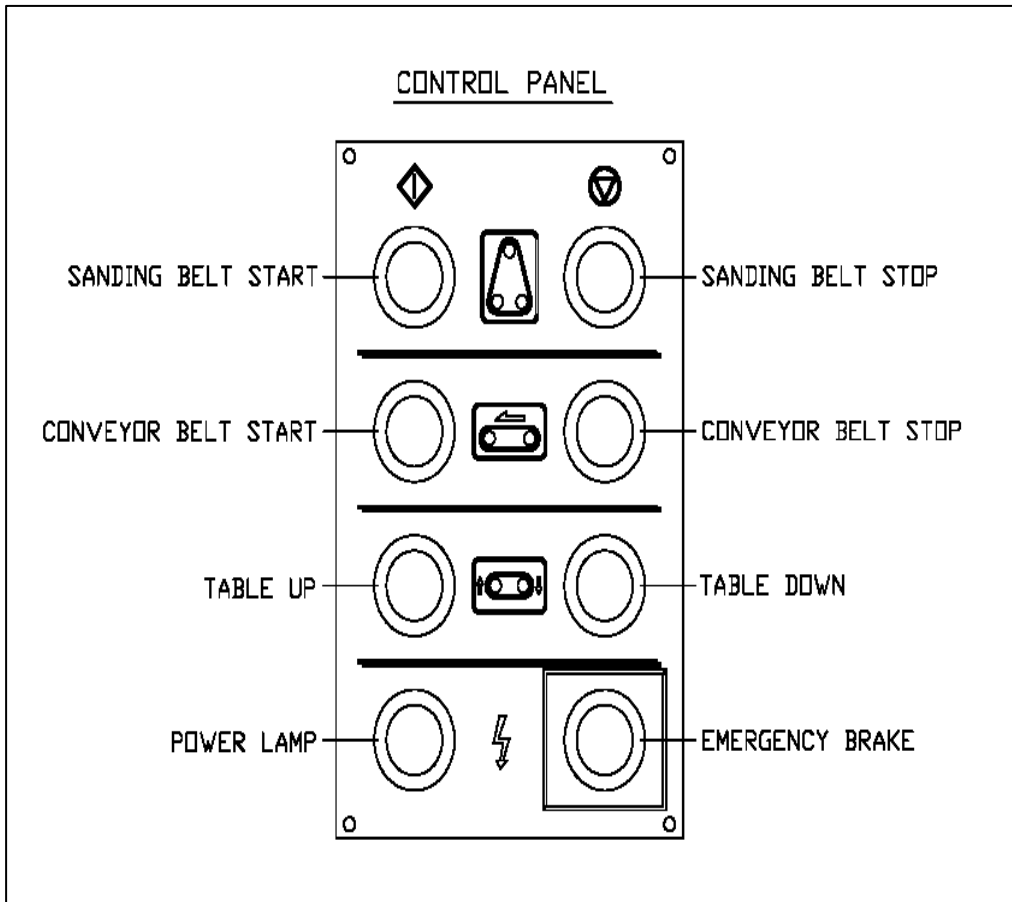 CONTROL PANEL
SANDING BELT START
SANDING BELT STOP
CONVEYOR BELT START
CONVEYOR BELT STOP
TABLE UP
TABLE DOWN
POWER LAMP
EMERGENCY BRAKE